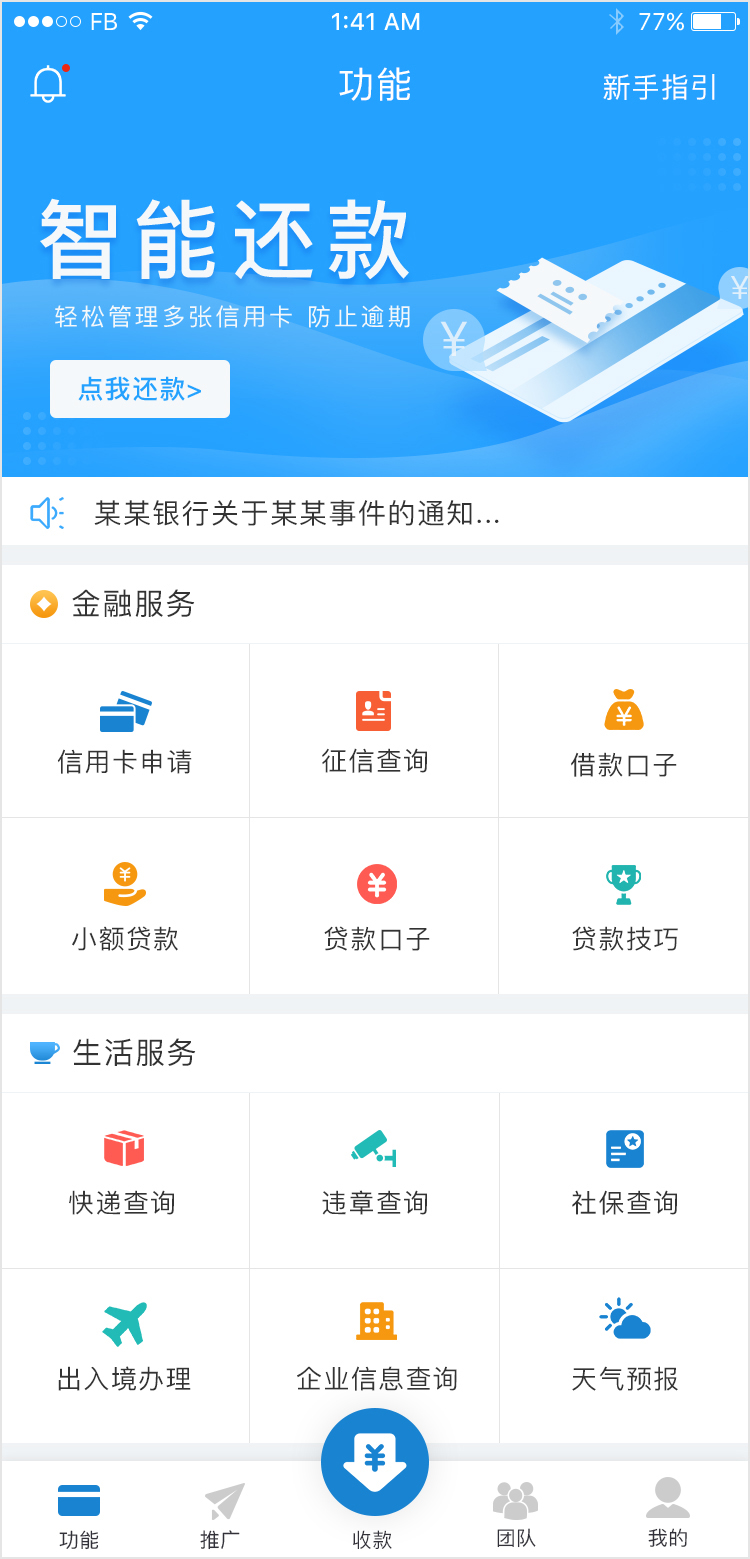 FB 1:41 AM 77%
功能 新手指引
智能还款
轻松管理多张信用卡 防止逾期
¥ ¥
点我还款>
某某银行关于某某事件的通知...
金融服务
信用卡申请 征信查询 借款口子
小额贷款 贷款口子 贷款技巧
生活服务
快递查询 违章查询 社保查询
出入境办理 企业信息查询 天气预报
功能 推广 收款 团队 我的